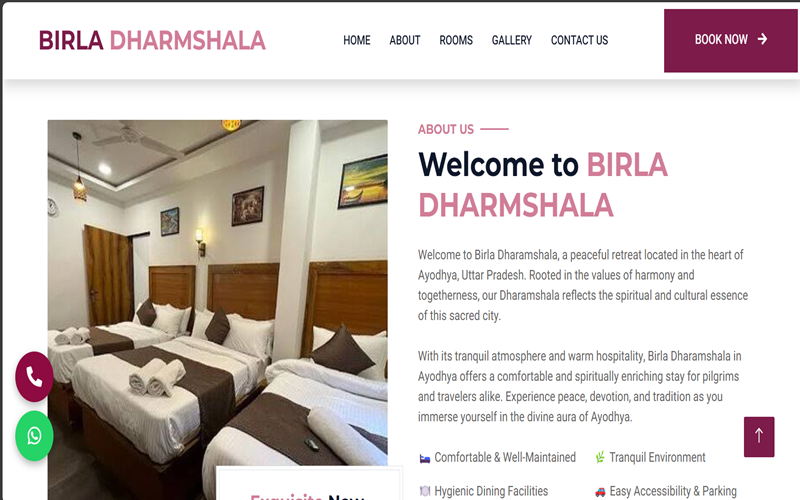 BIRLA DHARMSHALA
HOME ABOUT ROOMS GALLERY CONTACT US
BOOK NOW
ABOUT US
Welcome to BIRLA
DHARMSHALA
Welcome to Birla Dharamshala, a peaceful retreat located in the heart of
Ayodhya, Uttar Pradesh. Rooted in the values of harmony and
togetherness, our Dharamshala reflects the spiritual and cultural essence
of this sacred city.
With its tranquil atmosphere and warm hospitality, Birla Dharamshala in
Ayodhya offers a comfortable and spiritually enriching stay for pilgrims
and travelers alike. Experience peace, devotion, and tradition as you
immerse yourself in the divine aura of Ayodhya.
Comfortable & Well-Maintained
Tranquil Environment
Hygienic Dining Facilities
Easy Accessibility & Parking